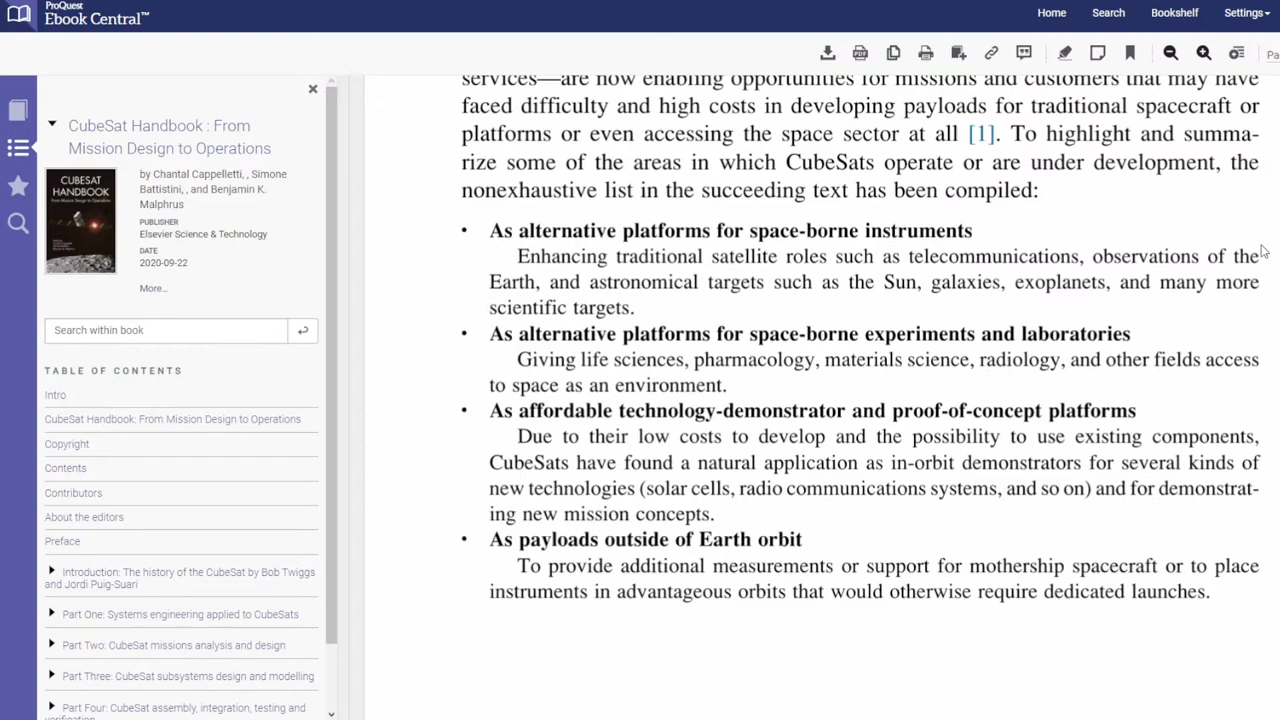 ProQuest
Ebook Central™
Home Search Bookshelf Settings
CubeSat Handbook : From
Mission Design to Operations
CUBESAT
HANDBOOK
From Mission Design to Operations
by Chantal Cappelletti, , Simone
Battistini, , and Benjamin K.
Malphrus
PUBLISHER
Elsevier Science & Technology
DATE
2020-09-22
More...
Search within book
TABLE OF CONTENTS
Intro
CubeSat Handbook: From Mission Design to Operations
Copyright
Contents
Contributors
About the editors
Preface
Introduction: The history of the CubeSat by Bob Twiggs
and Jordi Puig-Suari
Part One: Systems engineering applied to CubeSats
Part Two: CubeSat missions analysis and design
Part Three: CubeSat subsystems design and modelling
Part Four: CubeSat assembly, integration, testing and
verification
Pa
services—are now enabling opportunities for missions and customers that may have
faced difficulty and high costs in developing payloads for traditional spacecraft or
platforms or even accessing the space sector at all [1]. To highlight and summa-
rize some of the areas in which CubeSats operate or are under development, the
nonexhaustive list in the succeeding text has been compiled:
• As alternative platforms for space-borne instruments
Enhancing traditional satellite roles such as telecommunications, observations of the
Earth, and astronomical targets such as the Sun, galaxies, exoplanets, and many more
scientific targets.
• As alternative platforms for space-borne experiments and laboratories
Giving life sciences, pharmacology, materials science, radiology, and other fields access
to space as an environment.
• As affordable technology-demonstrator and proof-of-concept platforms
Due to their low costs to develop and the possibility to use existing components,
CubeSats have found a natural application as in-orbit demonstrators for several kinds of
new technologies (solar cells, radio communications systems, and so on) and for demonstrat-
ing new mission concepts.
• As payloads outside of Earth orbit
To provide additional measurements or support for mothership spacecraft or to place
instruments in advantageous orbits that would otherwise require dedicated launches.